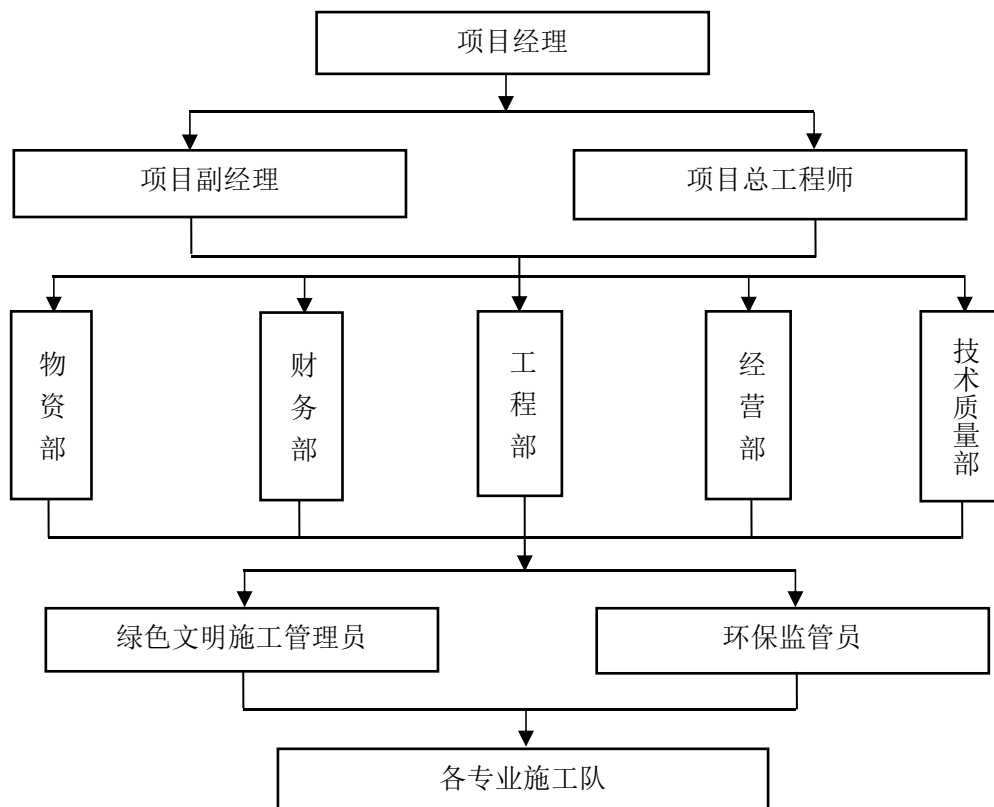 项目经理
项目副经理
项目总工程师
物资部
财务部
工程部
经营部
技术质量部
绿色文明施工管理员
环保监管员
各专业施工队